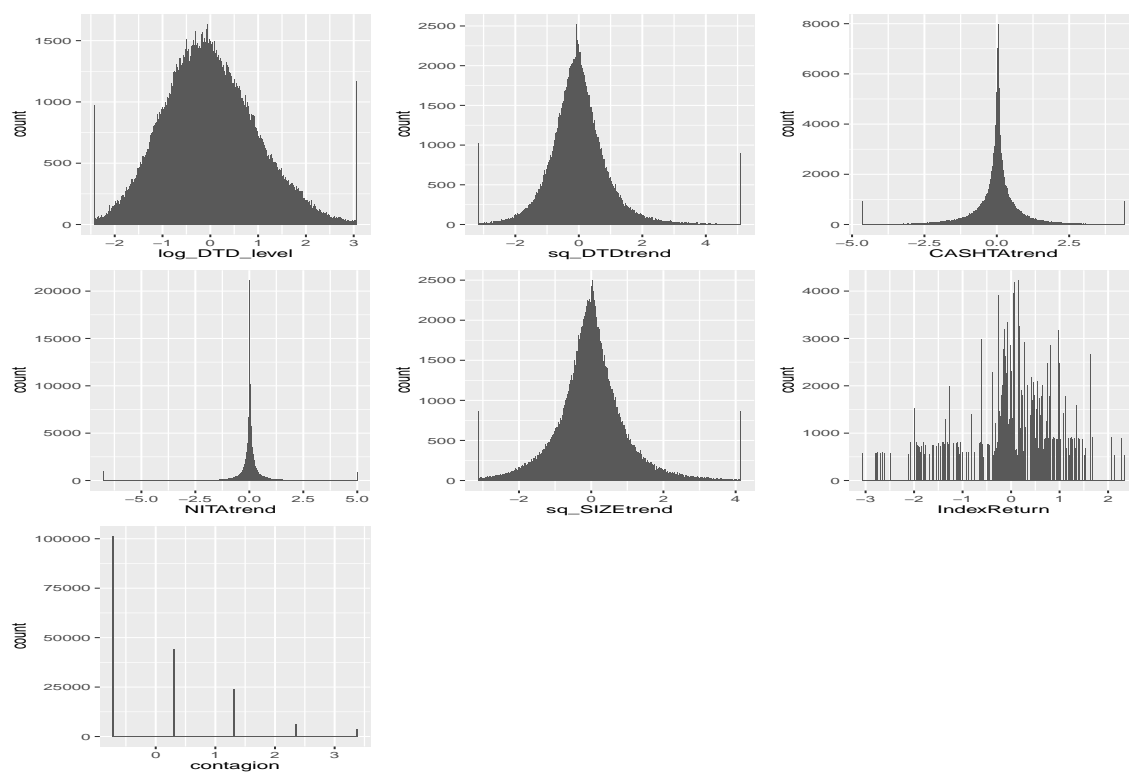 count
1500
1000
500
0
−2 −1 0 1 2 3
log_DTD_level
count
2500
2000
1500
1000
500
0
−2 0 2 4
sq_DTDtrend
count
8000
6000
4000
2000
0
−5.0 −2.5 0.0 2.5
CASHTAtrend
count
20000
15000
10000
5000
0
−5.0 −2.5 0.0 2.5 5.0
NITAtrend
count
2500
2000
1500
1000
500
0
−2 0 2 4
sq_SIZEtrend
count
4000
3000
2000
1000
0
−3 −2 −1 0 1 2
IndexReturn
count
100000
75000
50000
25000
0
0 1 2 3
contagion